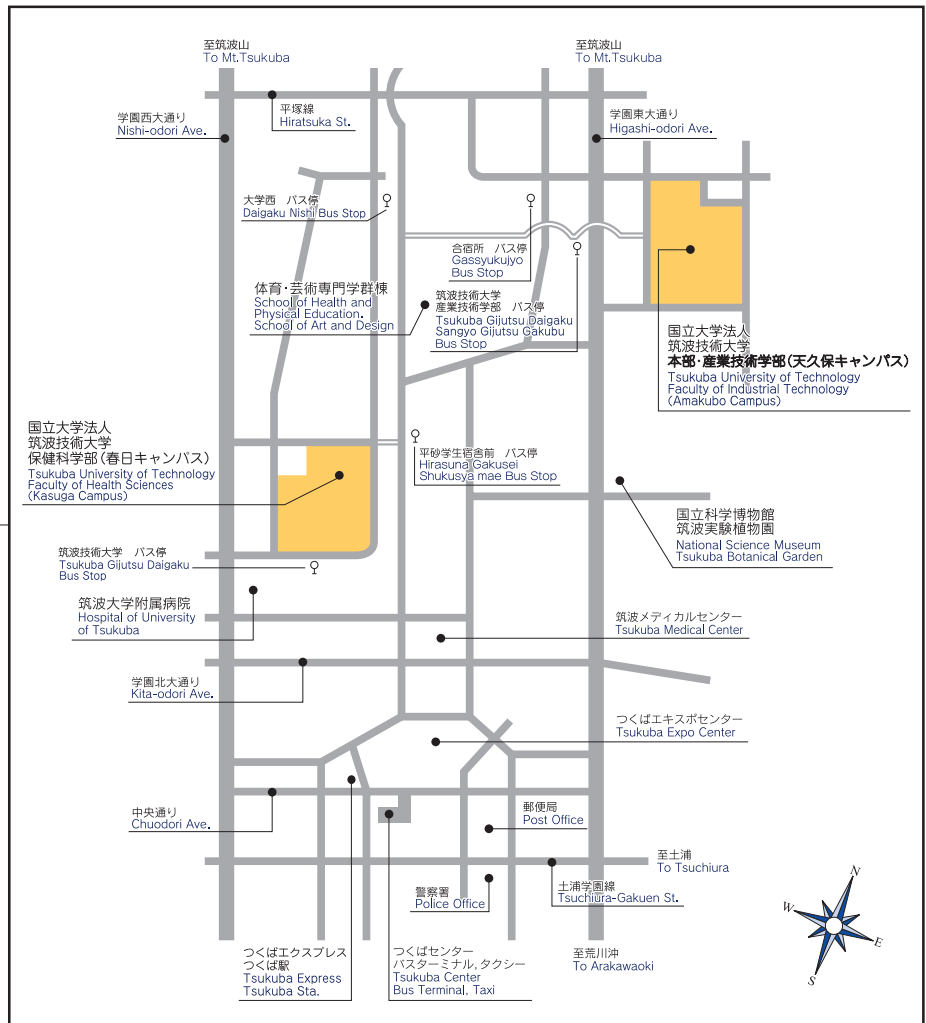 至筑波山
To Mt.Tsukuba
至筑波山
To Mt.Tsukuba
平塚線
Hiratsuka St.
学園西大通り
Nishi-odori Ave.
学園東大通り
Higashi-odori Ave.
大学西　バス停
Daigaku Nishi Bus Stop
合宿所　バス停
Gassyukujyo
Bus Stop
体育・芸術専門学群棟
School of Health and
Physical Education.
School of Art and Design
筑波技術大学
産業技術学部　バス停
Tsukuba Gijutsu Daigaku
Sangyo Gijutsu Gakubu
Bus Stop
国立大学法人
筑波技術大学
本部・産業技術学部(天久保キャンパス)
Tsukuba University of Technology
Faculty of Industrial Technology
(Amakubo Campus)
国立大学法人
筑波技術大学
保健科学部(春日キャンパス)
Tsukuba University of Technology
Faculty of Health Sciences
(Kasuga Campus)
平砂学生宿舎前　バス停
Hirasuna Gakusei
Shukusya mae Bus Stop
国立科学博物館
筑波実験植物園
National Science Museum
Tsukuba Botanical Garden
筑波技術大学　バス停
Tsukuba Gijutsu Daigaku
Bus Stop
筑波大学附属病院
Hospital of University
of Tsukuba
筑波メディカルセンター
Tsukuba Medical Center
学園北大通り
Kita-odori Ave.
つくばエキスポセンター
Tsukuba Expo Center
中央通り
Chuodori Ave.
郵便局
Post Office
至土浦
To Tsuchiura
土浦学園線
Tsuchiura-Gakuen St.
警察署
Police Office
つくばエクスプレス
つくば駅
Tsukuba Express
Tsukuba Sta.
つくばセンター
バスターミナル,タクシー
Tsukuba Center
Bus Terminal, Taxi
至荒川沖
To Arakawaoki
N
W
E
S